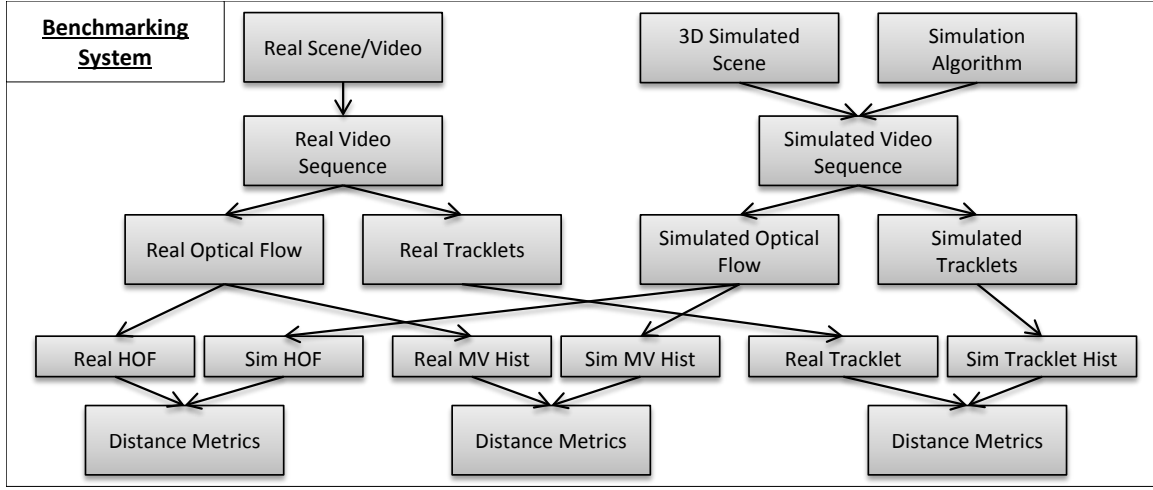 Benchmarking
System
Real Scene/Video
3D Simulated
Scene
Simulation
Algorithm
Real Video
Sequence
Simulated Video
Sequence
Real Optical Flow
Real Tracklets
Simulated Optical
Flow
Simulated
Tracklets
Real HOF
Sim HOF
Real MV Hist
Sim MV Hist
Real Tracklet
Sim Tracklet Hist
Distance Metrics
Distance Metrics
Distance Metrics